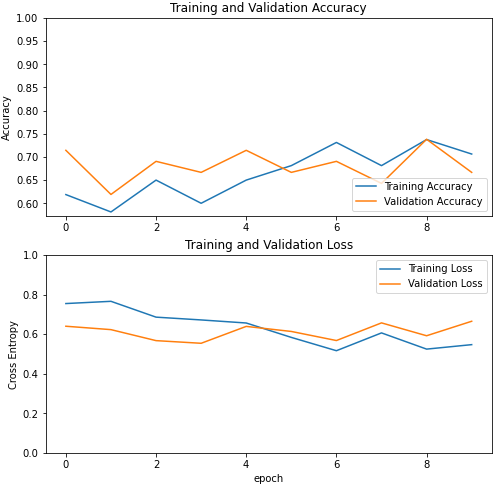 Training and Validation Accuracy
1.00
0.95
0.90
0.85
0.80
0.75
0.70
0.65
0.60
Accuracy
Training Accuracy
Validation Accuracy
0 2 4 6 8
Training and Validation Loss
1.0
0.8
0.6
0.4
0.2
0.0
Cross Entropy
Training Loss
Validation Loss
0 2 4 6 8
epoch